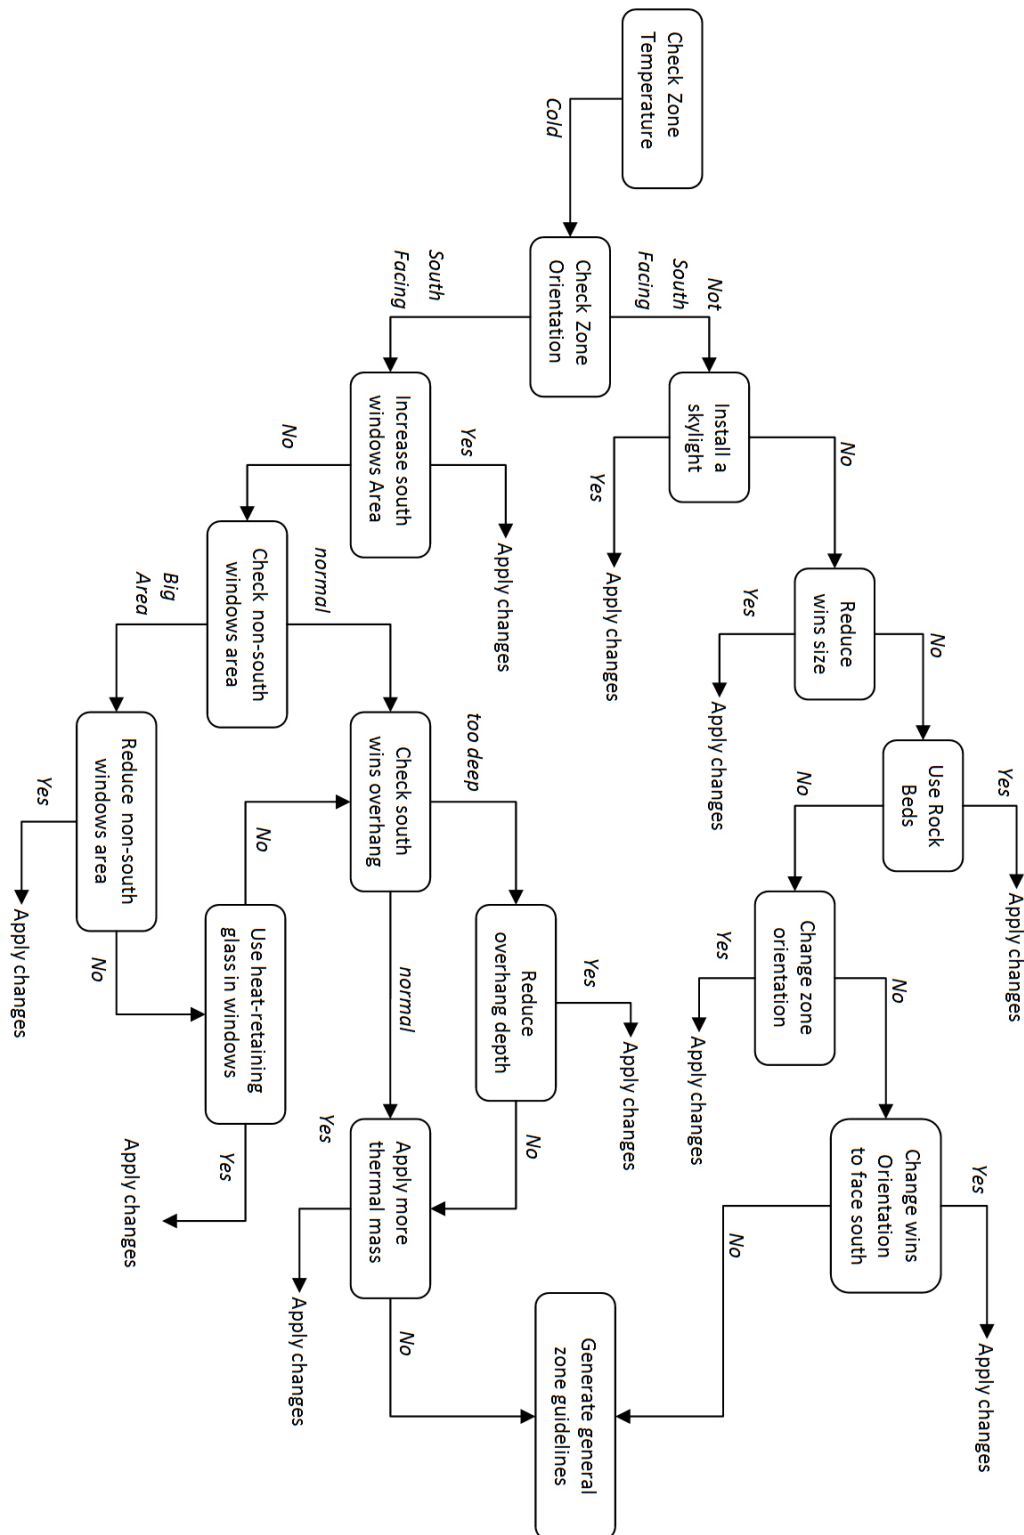 Check Zone
Temperature
Cold
Check Zone
Orientation
Not
South
Facing
South
Facing
Install a
skylight
No
Yes
Apply changes
Reduce
wins size
No
Yes
Apply changes
Use Rock
Beds
Yes
Apply changes
No
Change zone
orientation
Yes
Apply changes
No
Change wins
Orientation
to face south
Yes
Apply changes
No
Increase south
windows Area
Yes
Apply changes
No
Check non-south
windows area
normal
Big
Area
Check south
wins overhang
too deep
normal
Reduce
overhang depth
Yes
Apply changes
No
Reduce non-south
windows area
Yes
Apply changes
No
Use heat-retaining
glass in windows
No
Yes
Apply changes
Apply more
thermal mass
Yes
Apply changes
No
Generate general
zone guidelines